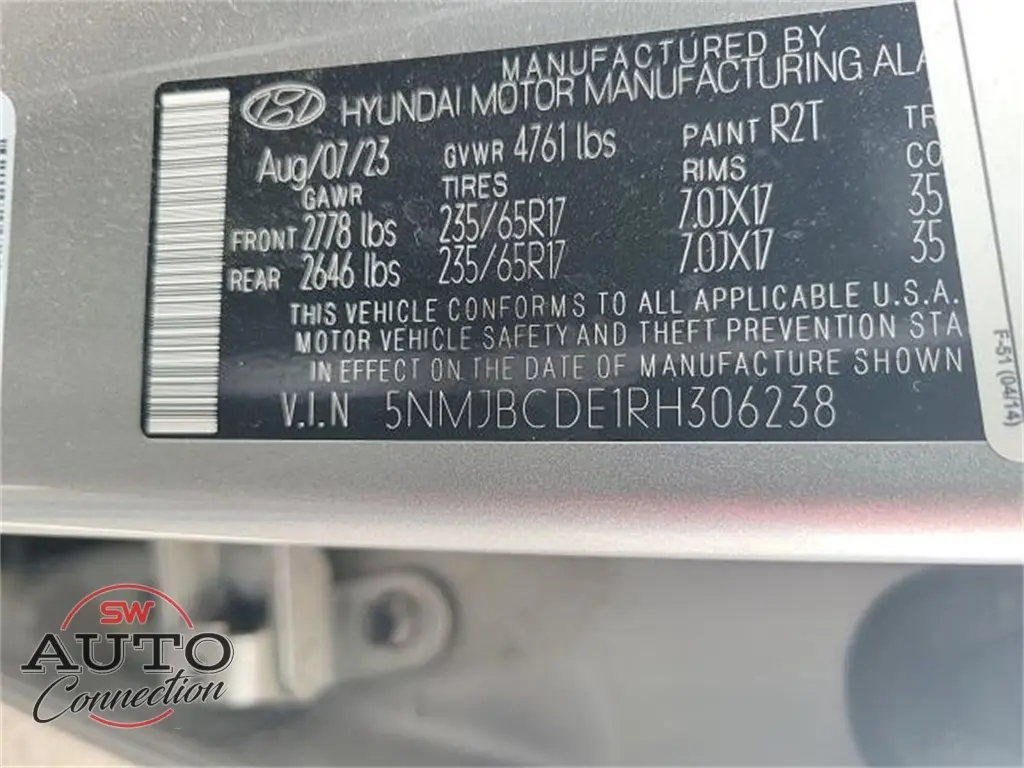 MANUFACTURED BY
HYUNDAI MOTOR MANUFACTURING ALA
Aug/07/23 GVWR 4761 lbs PAINT R2T TR
GAWR TIRES RIMS CO
FRONT 2778 lbs 235/65R17 7.0JX17 35
REAR 2646 lbs 235/65R17 7.0JX17 35
THIS VEHICLE CONFORMS TO ALL APPLICABLE U.S.A.
MOTOR VEHICLE SAFETY AND THEFT PREVENTION STA
IN EFFECT ON THE DATE OF MANUFACTURE SHOWN
V.I.N 5NMJBCDE1RH306238
F-51 (04/14)
SW
AUTO
Connection